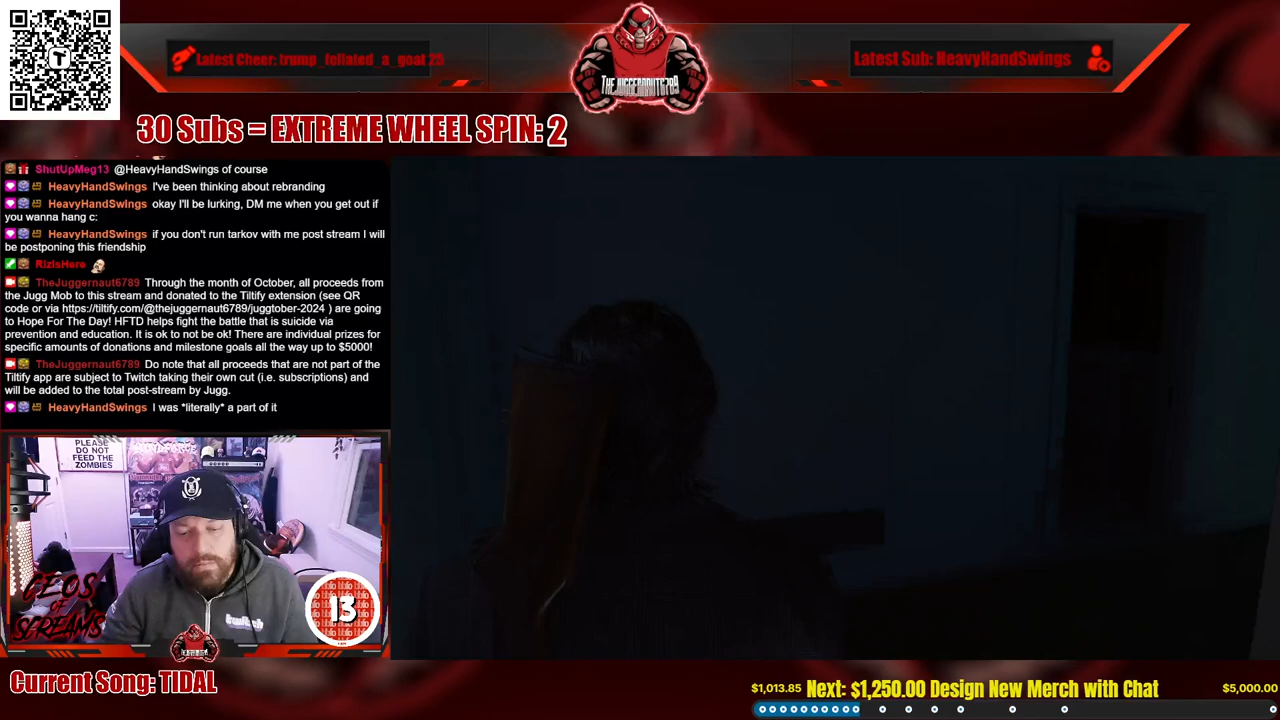 Latest Cheer: trump_fellated_a_goat 25
THEJUGGERNAUT6789
Latest Sub: HeavyHandSwings
30 Subs = EXTREME WHEEL SPIN: 2
ShutUpMeg13 @HeavyHandSwings of course
HeavyHandSwings I've been thinking about rebranding
HeavyHandSwings okay I'll be lurking, DM me when you get out if
you wanna hang c:
HeavyHandSwings if you don't run tarkov with me post stream I will
be postponing this friendship
RizIsHere
TheJuggernaut6789 Through the month of October, all proceeds from
the Jugg Mob to this stream and donated to the Tiltify extension (see QR
code or via https://tiltify.com/@thejuggernaut6789/juggtober-2024 ) are going
to Hope For The Day! HFTD helps fight the battle that is suicide via
prevention and education. It is ok to not be ok! There are individual prizes for
specific amounts of donations and milestone goals all the way up to $5000!
TheJuggernaut6789 Do note that all proceeds that are not part of the
Tiltify app are subject to Twitch taking their own cut (i.e. subscriptions) and
will be added to the total post-stream by Jugg.
HeavyHandSwings I was *literally* a part of it
PLEASE
DO NOT
FEED THE
ZOMBIES
twitch
CEOS
OF
SCREAMS
13
Current Song: TIDAL
$1,013.85 Next: $1,250.00 Design New Merch with Chat $5,000.00